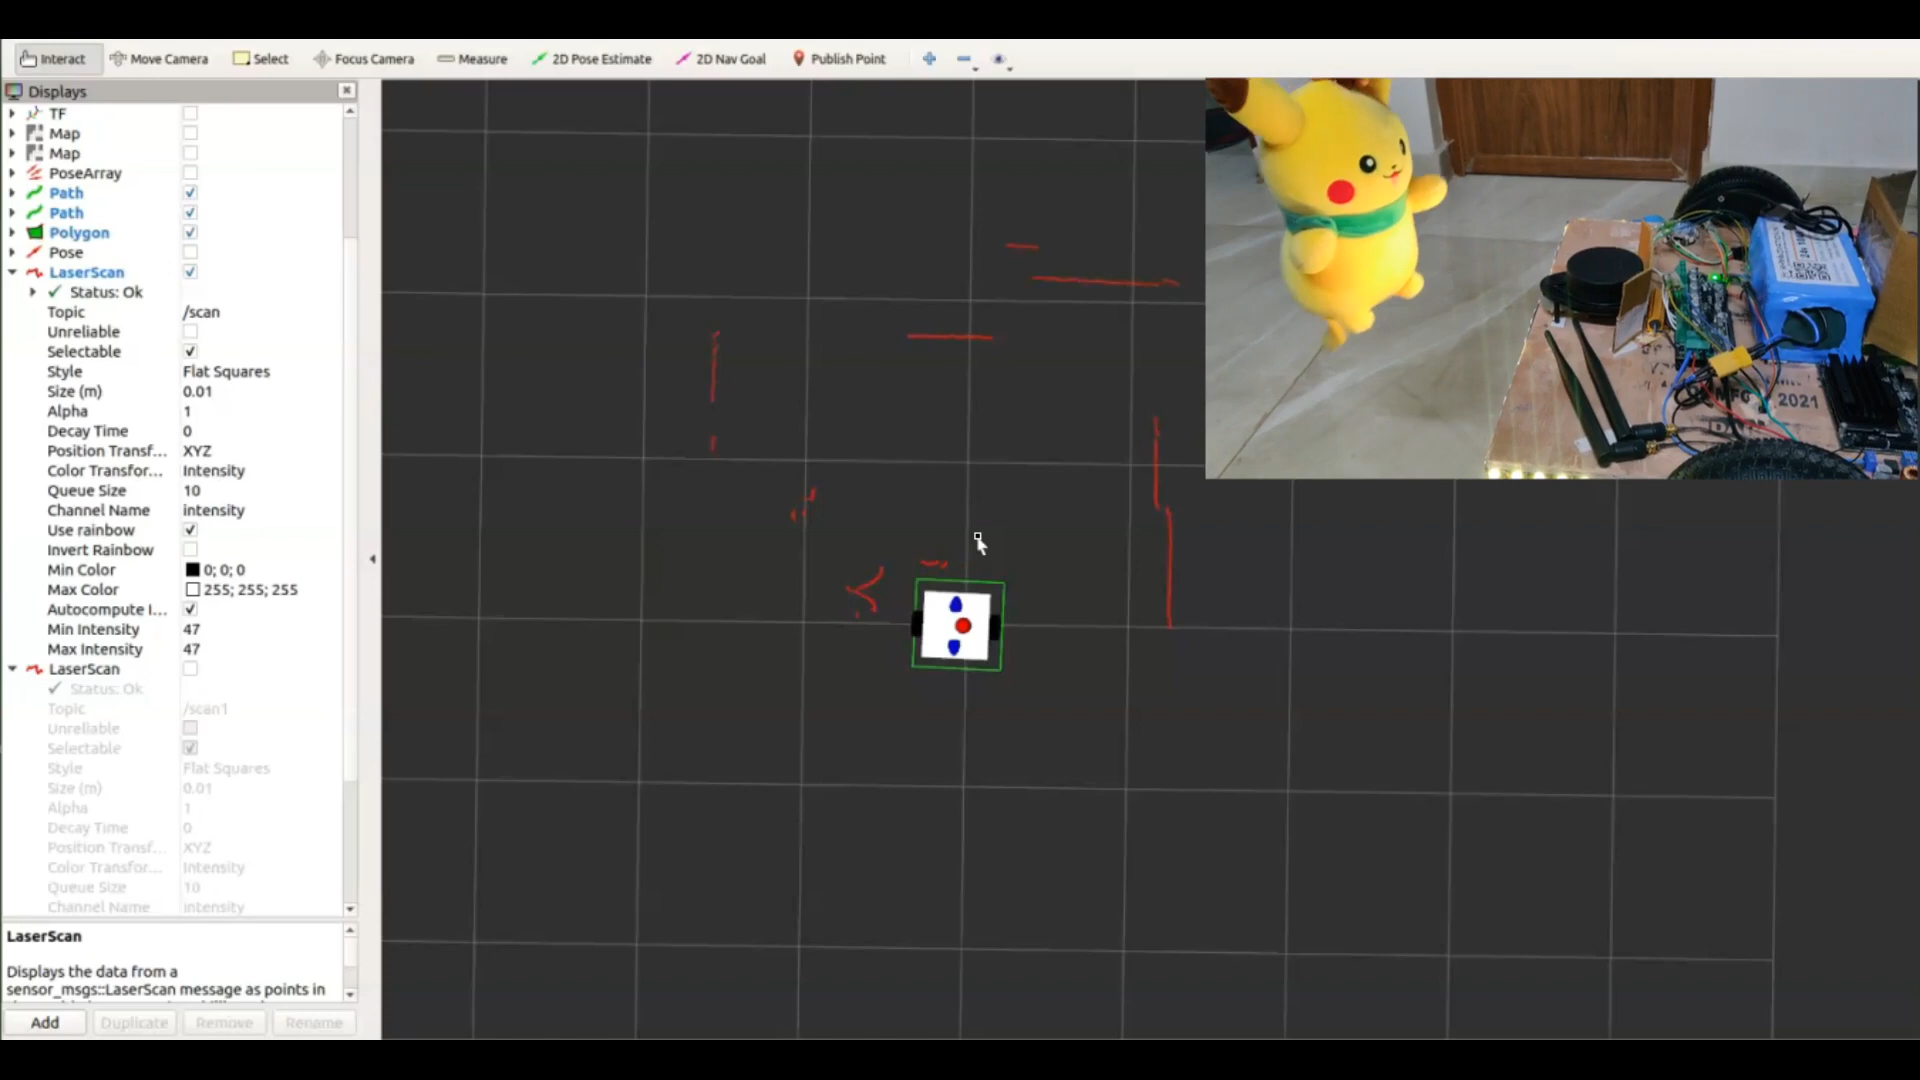 Interact Move Camera Select Focus Camera Measure 2D Pose Estimate 2D Nav Goal Publish Point
Displays
TF
Map
Map
PoseArray
Path
Path
Polygon
Pose
LaserScan
Status: Ok
Topic /scan
Unreliable
Selectable
Style Flat Squares
Size (m) 0.01
Alpha 1
Decay Time 0
Position Transf... XYZ
Color Transfor... Intensity
Queue Size 10
Channel Name intensity
Use rainbow
Invert Rainbow
Min Color 0; 0; 0
Max Color 255; 255; 255
Autocompute I...
Min Intensity 47
Max Intensity 47
LaserScan
Status: Ok
Topic /scan1
Unreliable
Selectable
Style Flat Squares
Size (m) 0.01
Alpha 1
Decay Time 0
Position Transf... XYZ
Color Transfor... Intensity
Queue Size 10
Channel Name intensity
LaserScan
Displays the data from a
sensor_msgs::LaserScan message as points in
Add Duplicate Remove Rename
MFG 2021